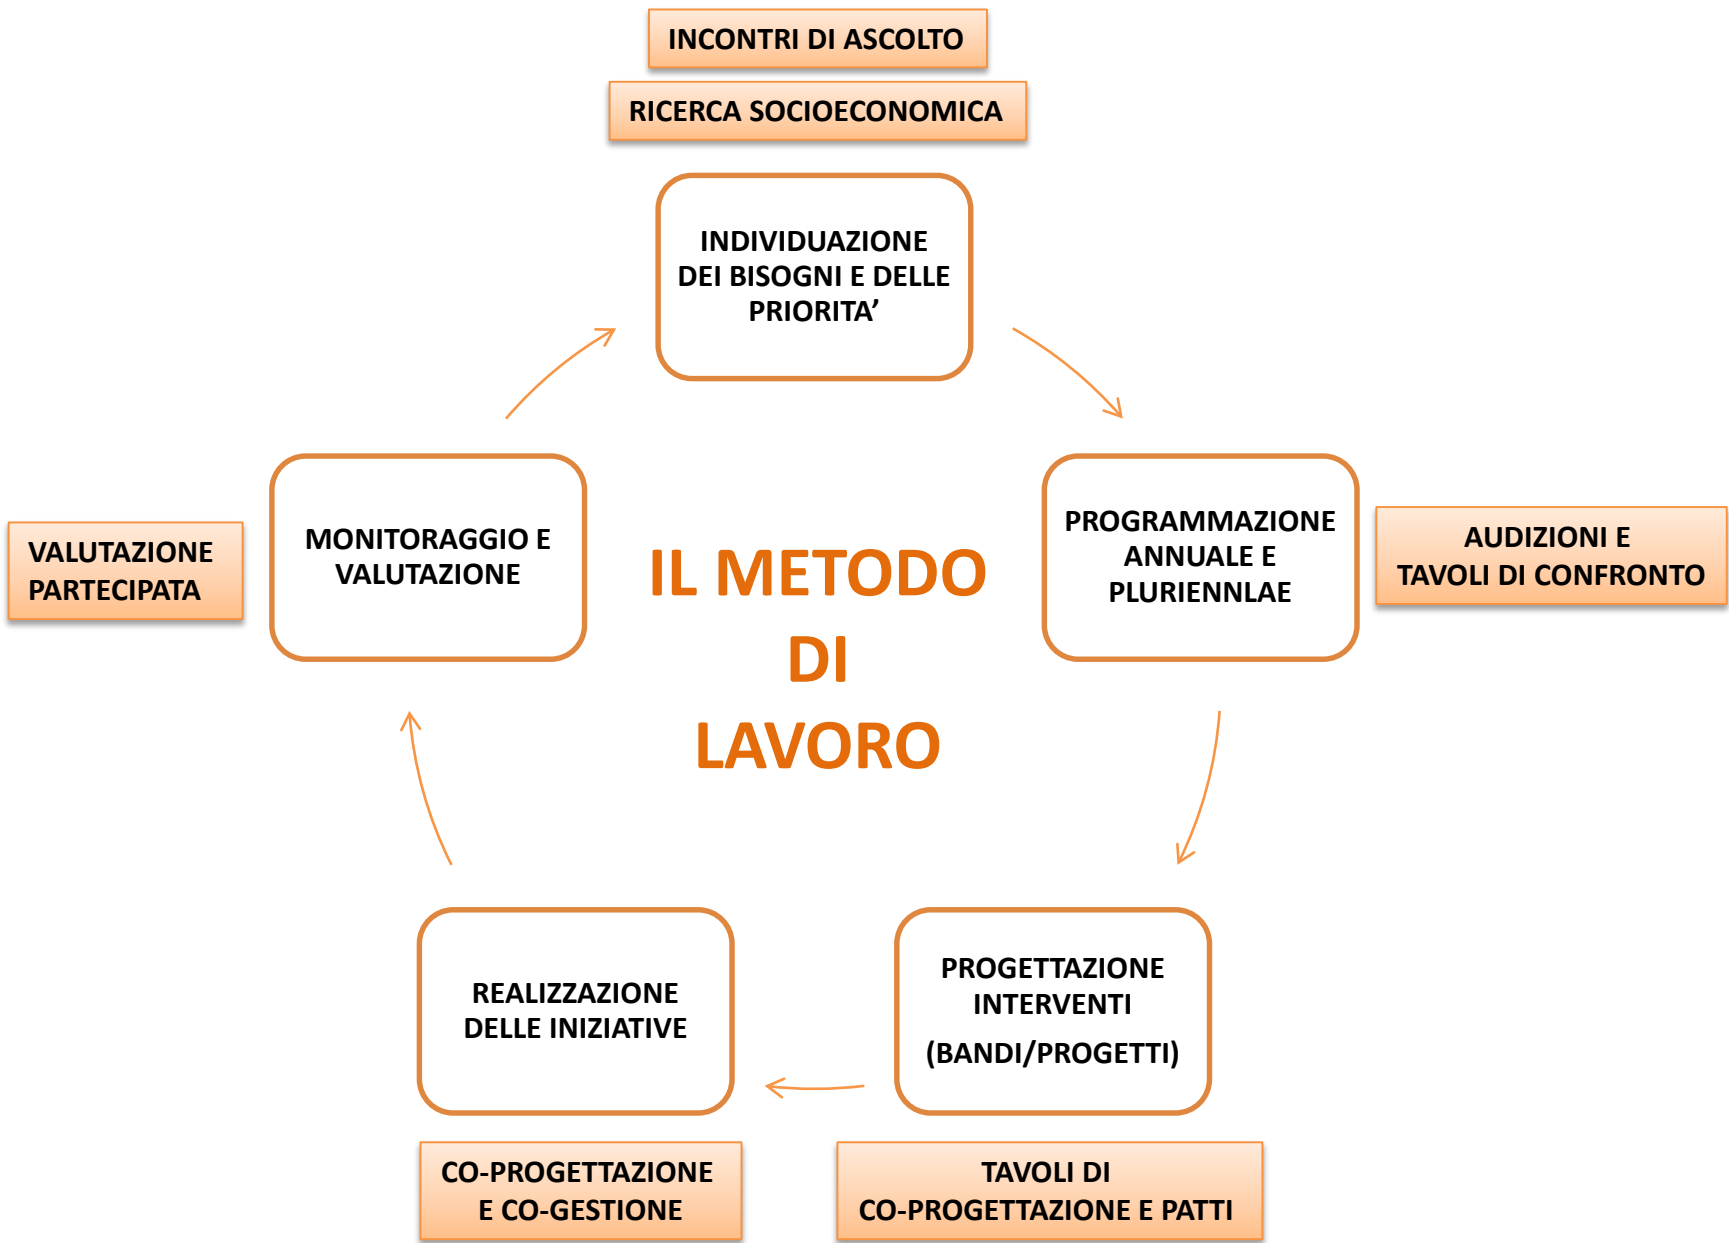 INCONTRI DI ASCOLTO
RICERCA SOCIOECONOMICA
INDIVIDUAZIONE
DEI BISOGNI E DELLE
PRIORITA’
PROGRAMMAZIONE
ANNUALE E
PLURIENNLAE
AUDIZIONI E
TAVOLI DI CONFRONTO
PROGETTAZIONE
INTERVENTI
(BANDI/PROGETTI)
TAVOLI DI
CO-PROGETTAZIONE E PATTI
REALIZZAZIONE
DELLE INIZIATIVE
CO-PROGETTAZIONE
E CO-GESTIONE
MONITORAGGIO E
VALUTAZIONE
VALUTAZIONE
PARTECIPATA
IL METODO
DI
LAVORO